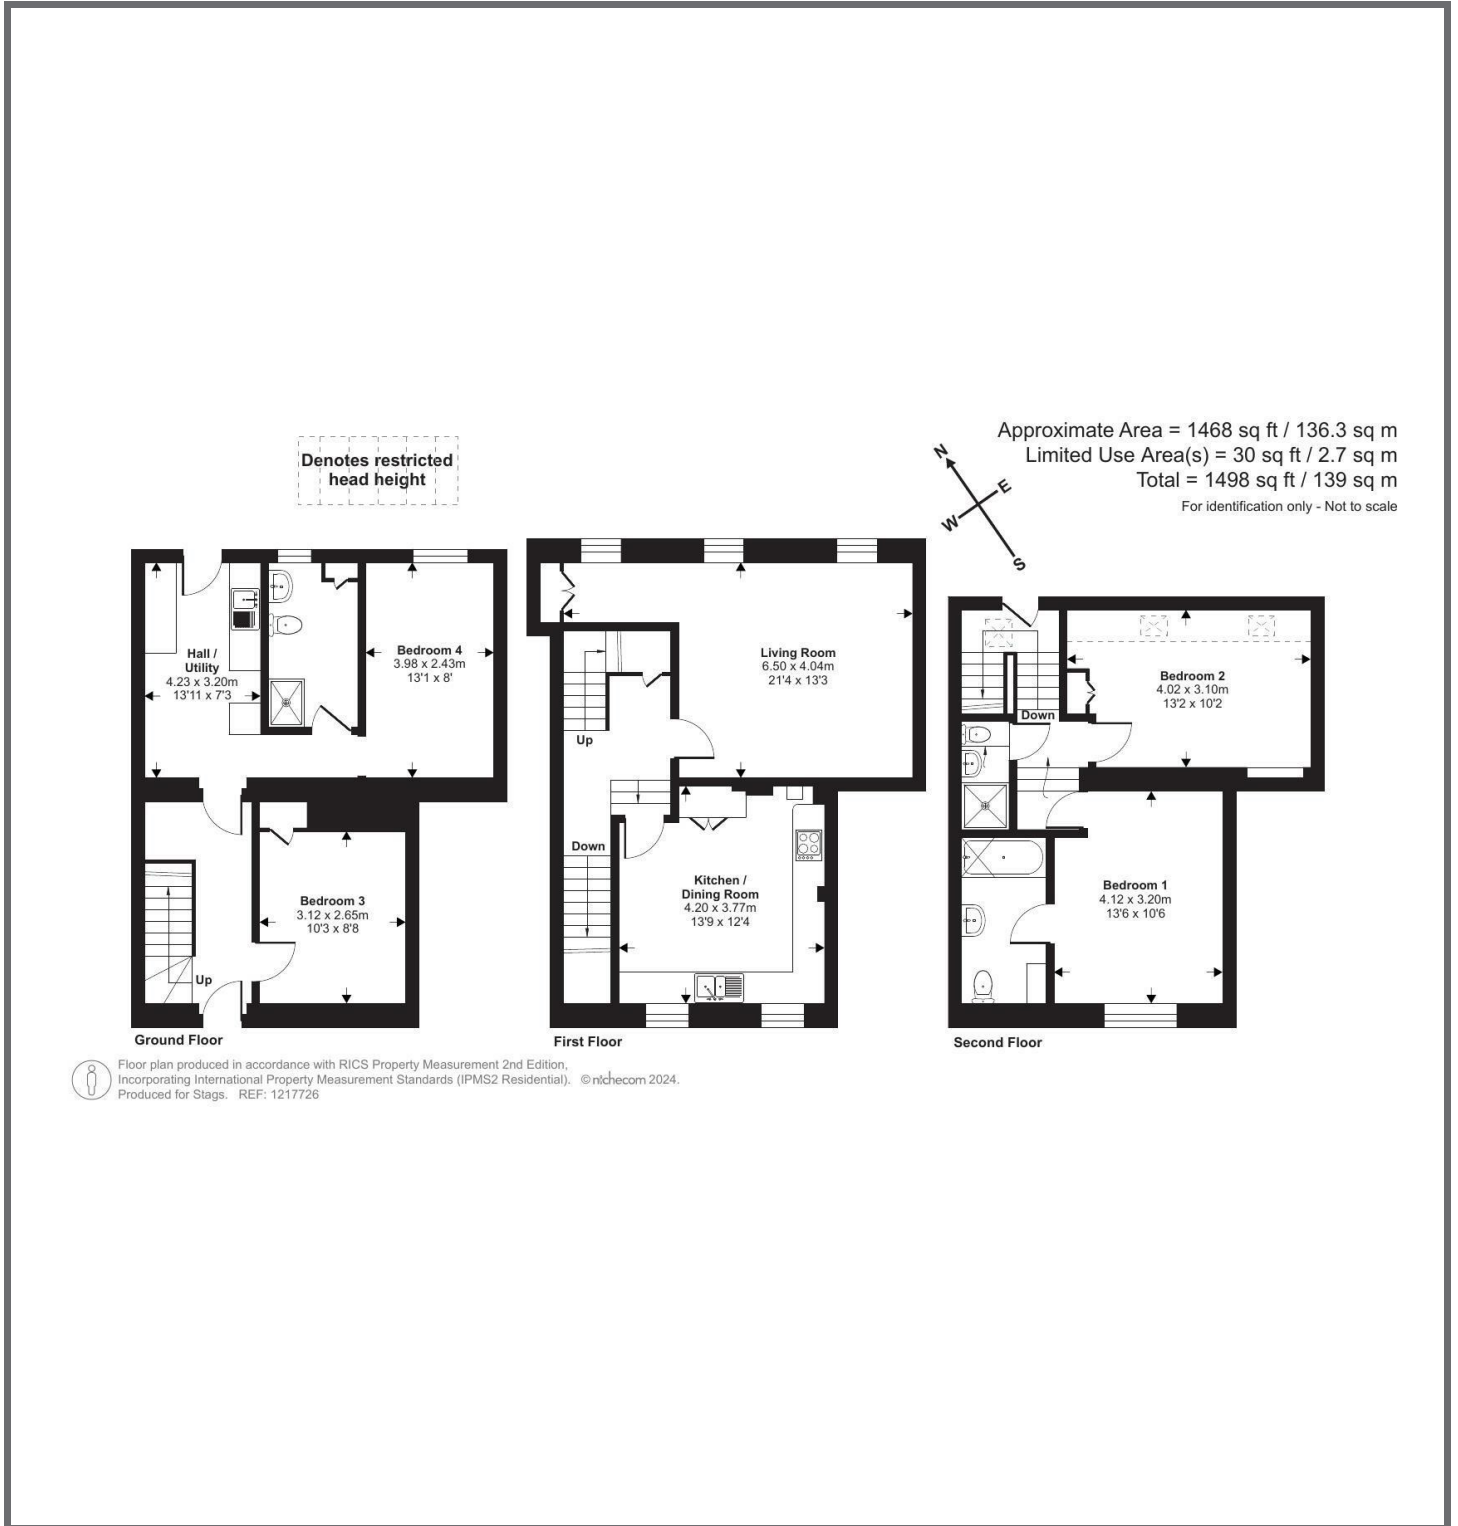 Approximate Area = 1468 sq ft / 136.3 sq m
Limited Use Area(s) = 30 sq ft / 2.7 sq m
Total = 1498 sq ft / 139 sq m
For identification only - Not to scale
N
E
W
S
Denotes restricted
head height
Hall /
Utility
4.23 x 3.20m
13'11 x 7'3
Bedroom 4
3.98 x 2.43m
13'1 x 8'
Bedroom 3
3.12 x 2.65m
10'3 x 8'8
Up
Ground Floor
Living Room
6.50 x 4.04m
21'4 x 13'3
Up
Down
Kitchen /
Dining Room
4.20 x 3.77m
13'9 x 12'4
First Floor
Bedroom 2
4.02 x 3.10m
13'2 x 10'2
Down
Bedroom 1
4.12 x 3.20m
13'6 x 10'6
Second Floor
Floor plan produced in accordance with RICS Property Measurement 2nd Edition,
Incorporating International Property Measurement Standards (IPMS2 Residential). © nichecom 2024.
Produced for Stags. REF: 1217726